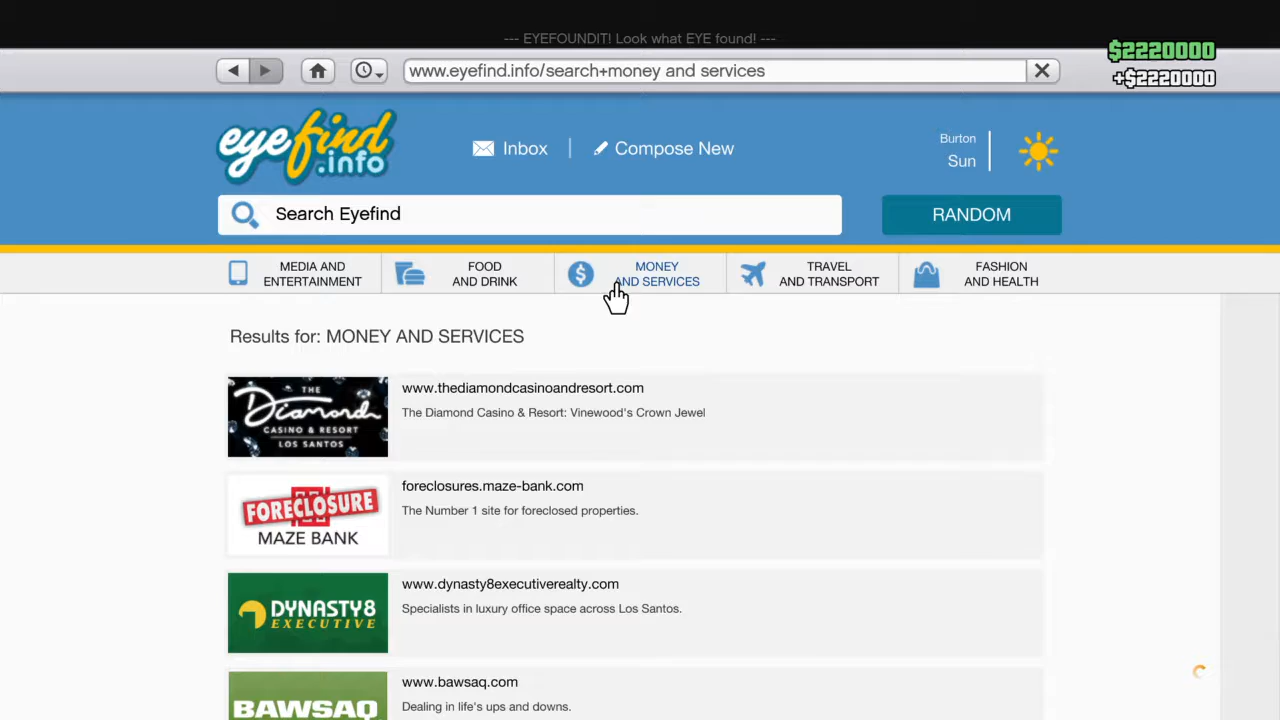 --- EYEFOUNDIT! Look what EYE found! ---
$2220000
+$2220000
www.eyefind.info/search+money and services
eyefind
.info
Inbox
Compose New
Burton
Sun
Search Eyefind
RANDOM
MEDIA AND
ENTERTAINMENT
FOOD
AND DRINK
MONEY
AND SERVICES
TRAVEL
AND TRANSPORT
FASHION
AND HEALTH
Results for: MONEY AND SERVICES
THE
Diamond
CASINO & RESORT
LOS SANTOS
www.thediamondcasinoandresort.com
The Diamond Casino & Resort: Vinewood's Crown Jewel
FORECLOSURE
MAZE BANK
foreclosures.maze-bank.com
The Number 1 site for foreclosed properties.
DYNASTY8
EXECUTIVE
www.dynasty8executiverealty.com
Specialists in luxury office space across Los Santos.
BAWSAQ
www.bawsaq.com
Dealing in life's ups and downs.